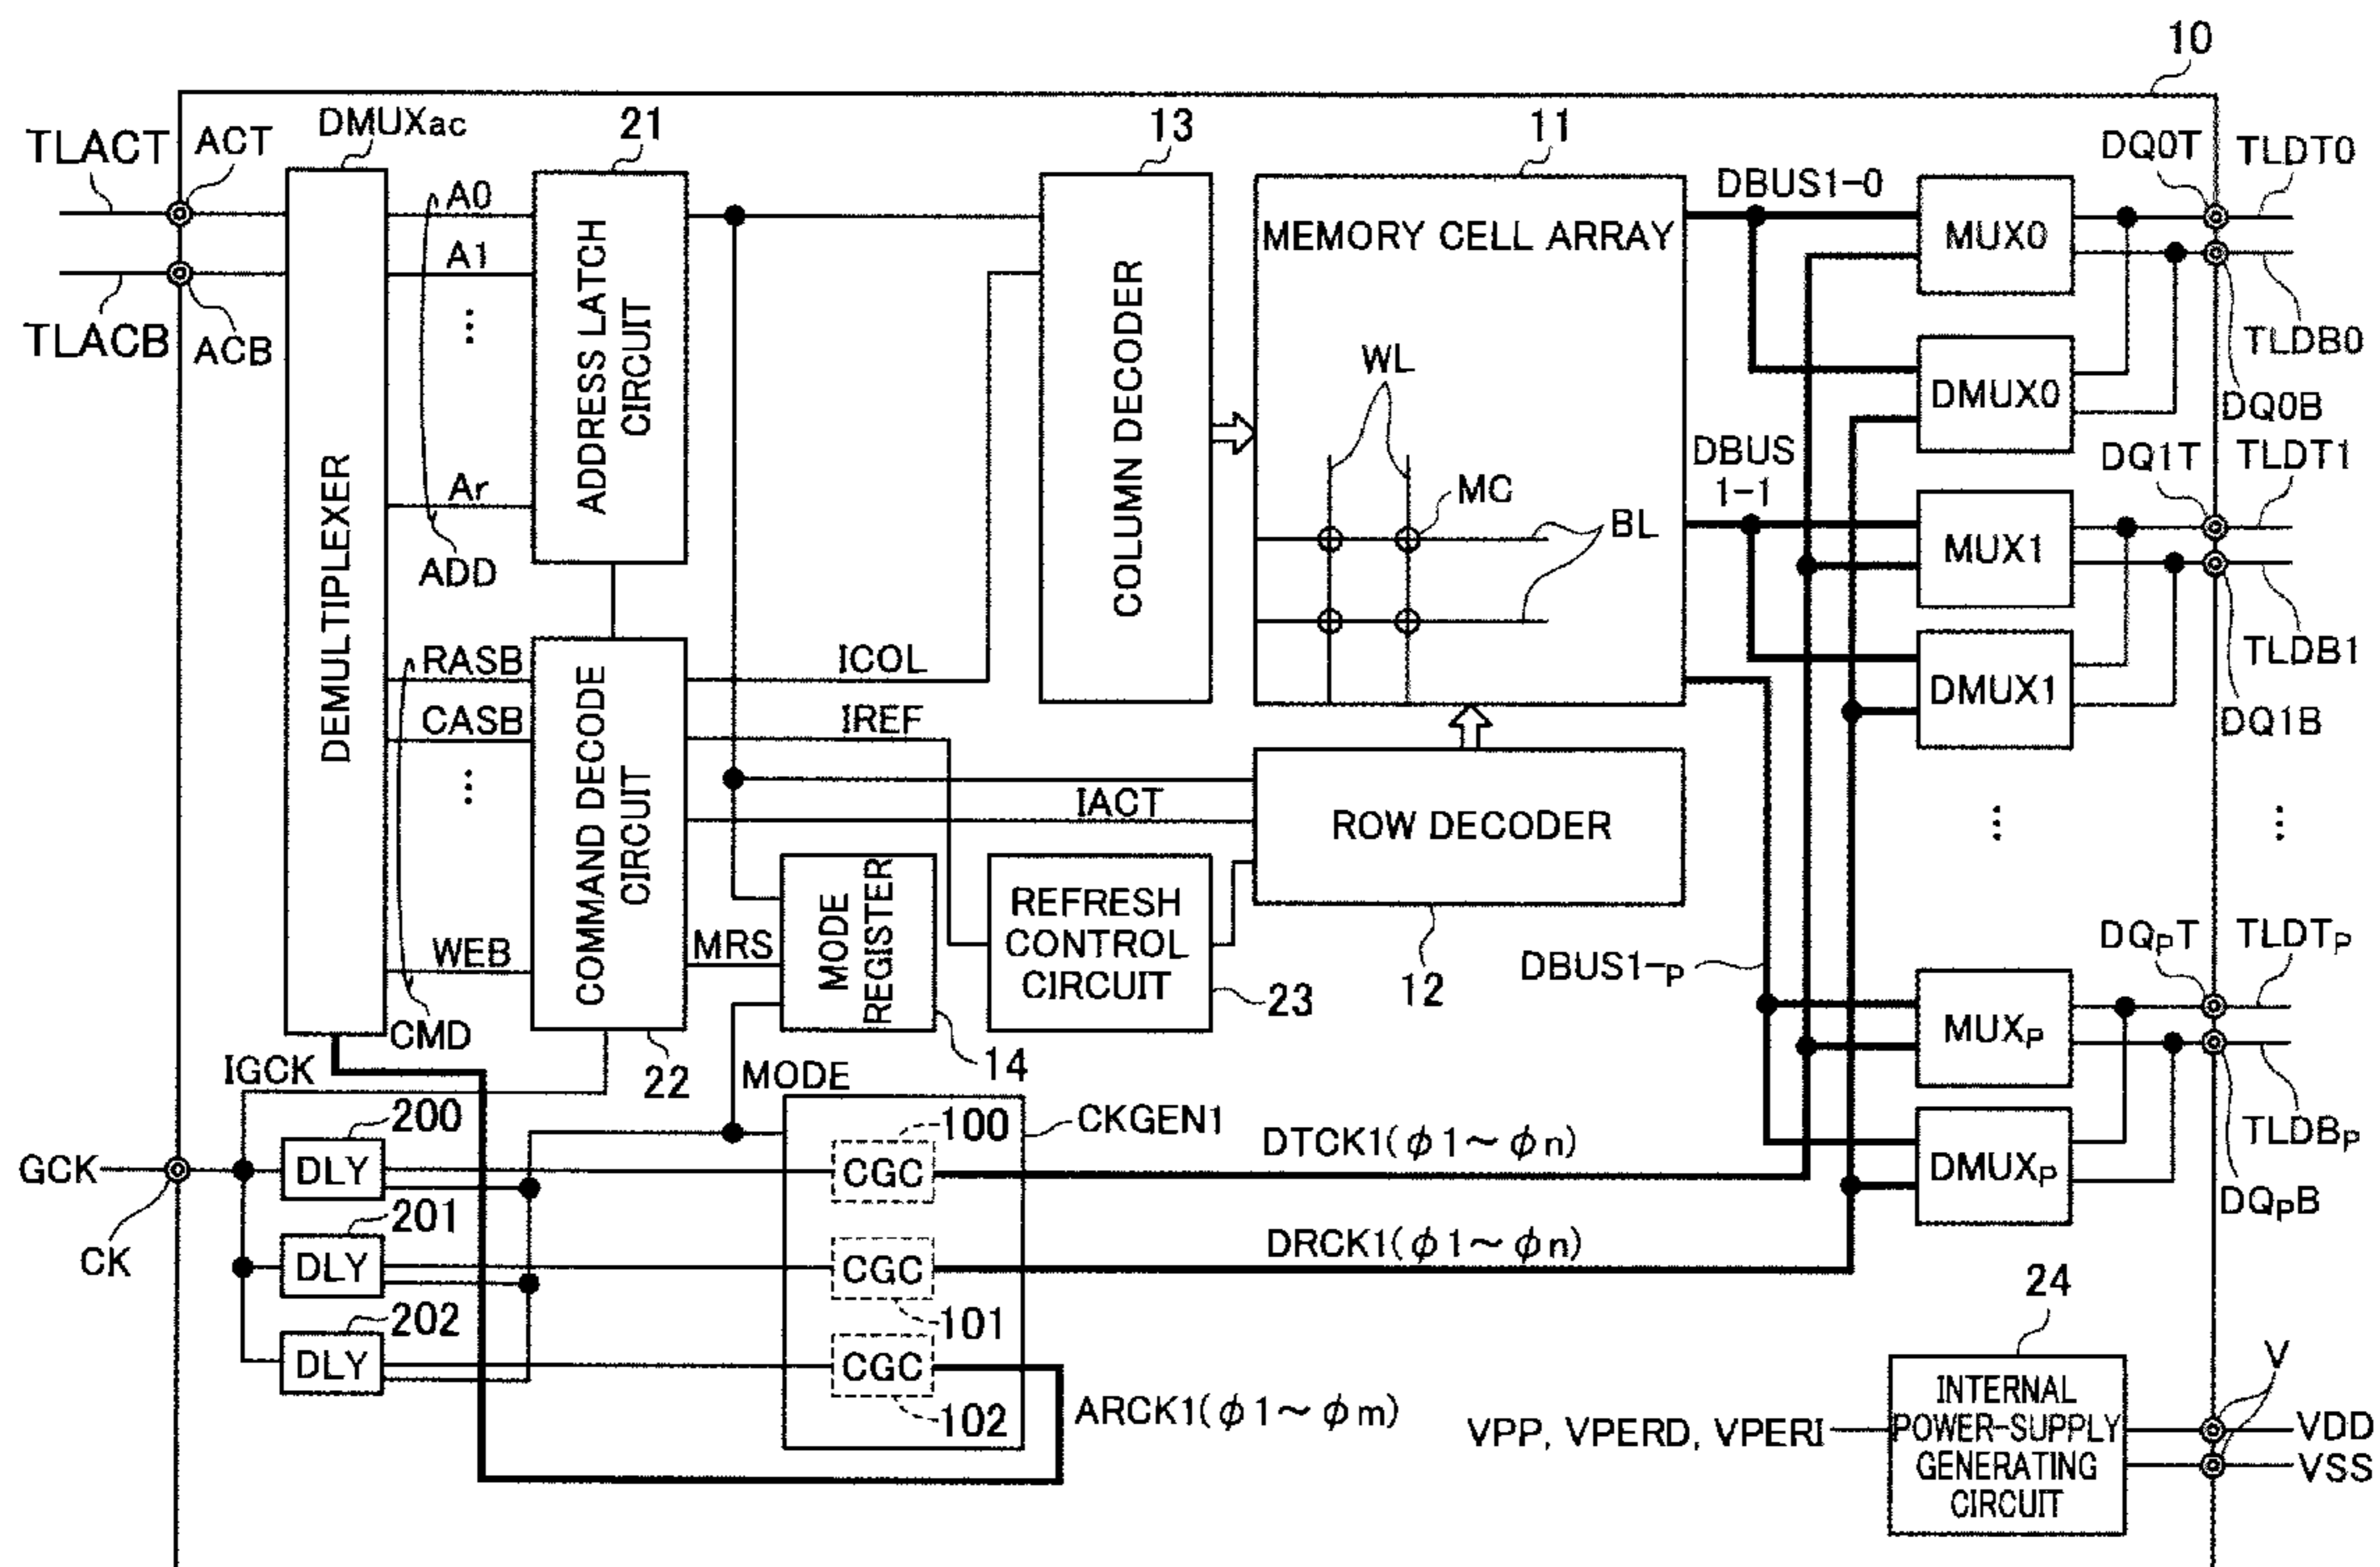 10
DMUXac
21
13
11
TLACT
ACT
DQ0T
TLDT0
A0
DBUS1-0
MEMORY CELL ARRAY
MUX0
A1
⋮
TLACB
ACB
TLDB0
DEMULTIPLEXER
ADDRESS LATCH
CIRCUIT
COLUMN DECODER
WL
DMUX0
DQ0B
DBUS
1-1
DQ1T
TLDT1
Ar
MC
BL
MUX1
ADD
RASB
ICOL
TLDB1
DMUX1
CASB
IREF
DQ1B
⋮
COMMAND DECODE
CIRCUIT
IACT
ROW DECODER
⋮
⋮
MODE
REGISTER
REFRESH
CONTROL
CIRCUIT
WEB
MRS
DBUS1-p
12
DQpT
TLDTp
23
CMD
MUXp
IGCK
22
MODE
14
200
100
CKGEN1
DTCK1(φ1~φn)
TLDBp
GCK
DLY
CGC
DMUXp
DQpB
201
DRCK1(φ1~φn)
CK
DLY
CGC
24
202
101
DLY
CGC
V
102
ARCK1(φ1~φm)
INTERNAL
POWER-SUPPLY
GENERATING
CIRCUIT
VPP, VPERD, VPERI
VDD
VSS